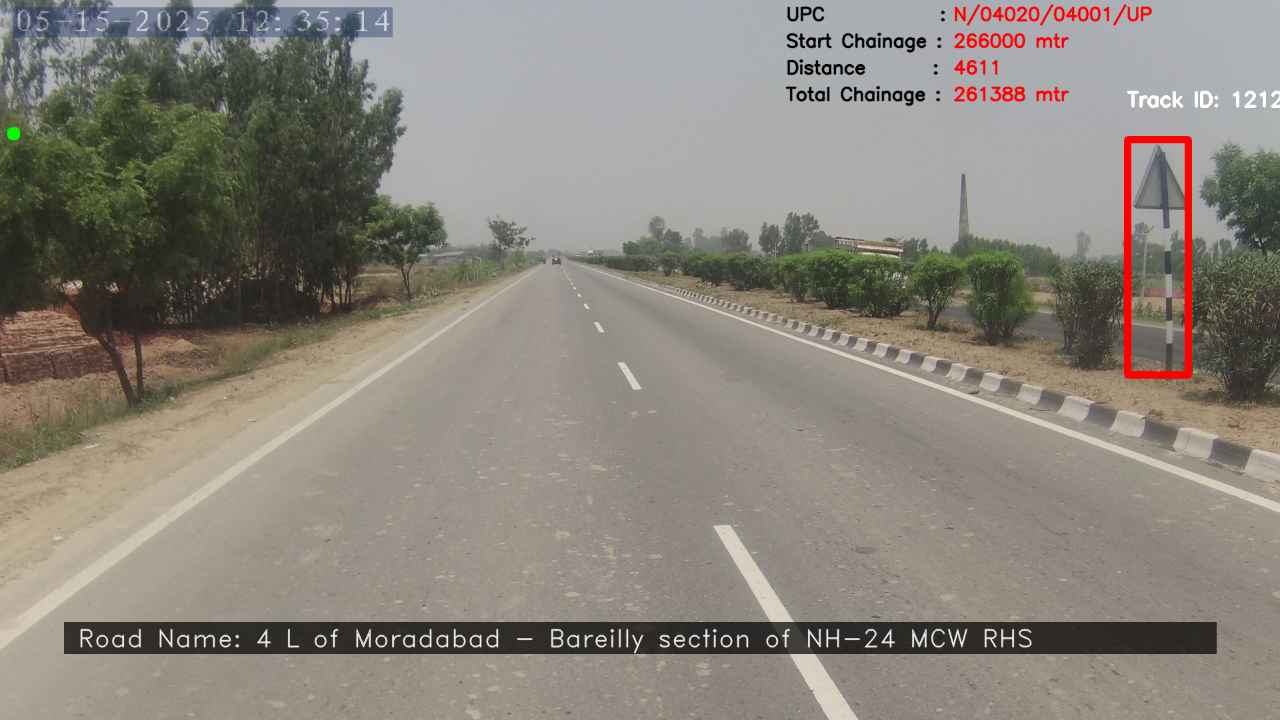 05-15-2025 12:35:14
UPC : N/04020/04001/UP
Start Chainage : 266000 mtr
Distance : 4611
Total Chainage : 261388 mtr
Track ID: 1212
Road Name: 4 L of Moradabad - Bareilly section of NH-24 MCW RHS